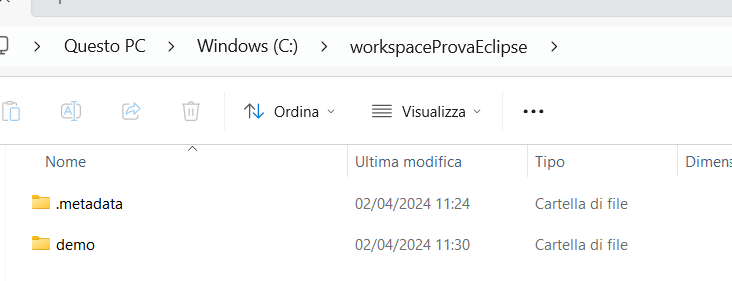 Questo PC > Windows (C:) > workspaceProvaEclipse >
Ordina Visualizza
Nome Ultima modifica Tipo
.metadata 02/04/2024 11:24 Cartella di file
demo 02/04/2024 11:30 Cartella di file